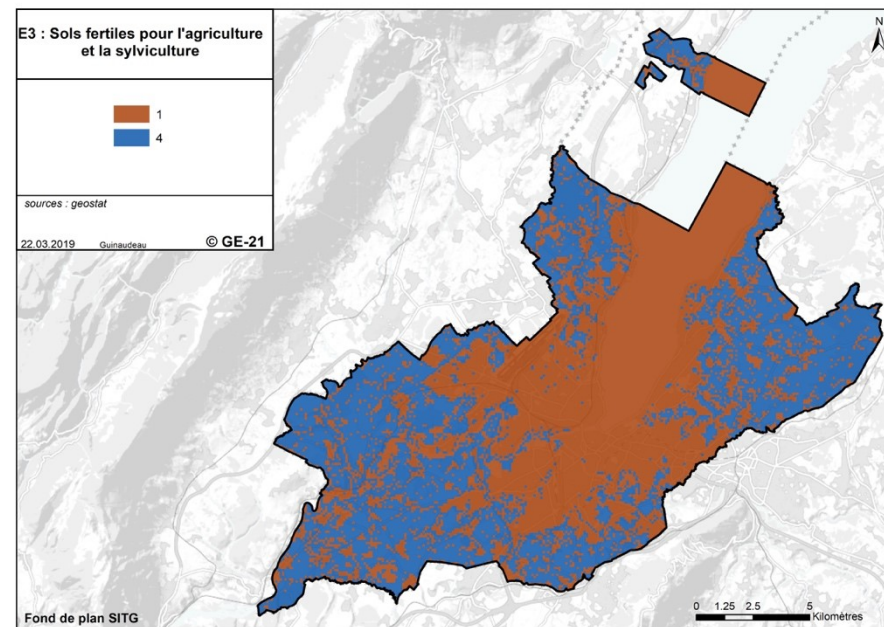 E3 : Sols fertiles pour l'agriculture
et la sylviculture
1
4
sources : geostat
22.03.2019 Guinaudeau © GE-21
N
Fond de plan SITG
0 1.25 2.5 5
Kilomètres